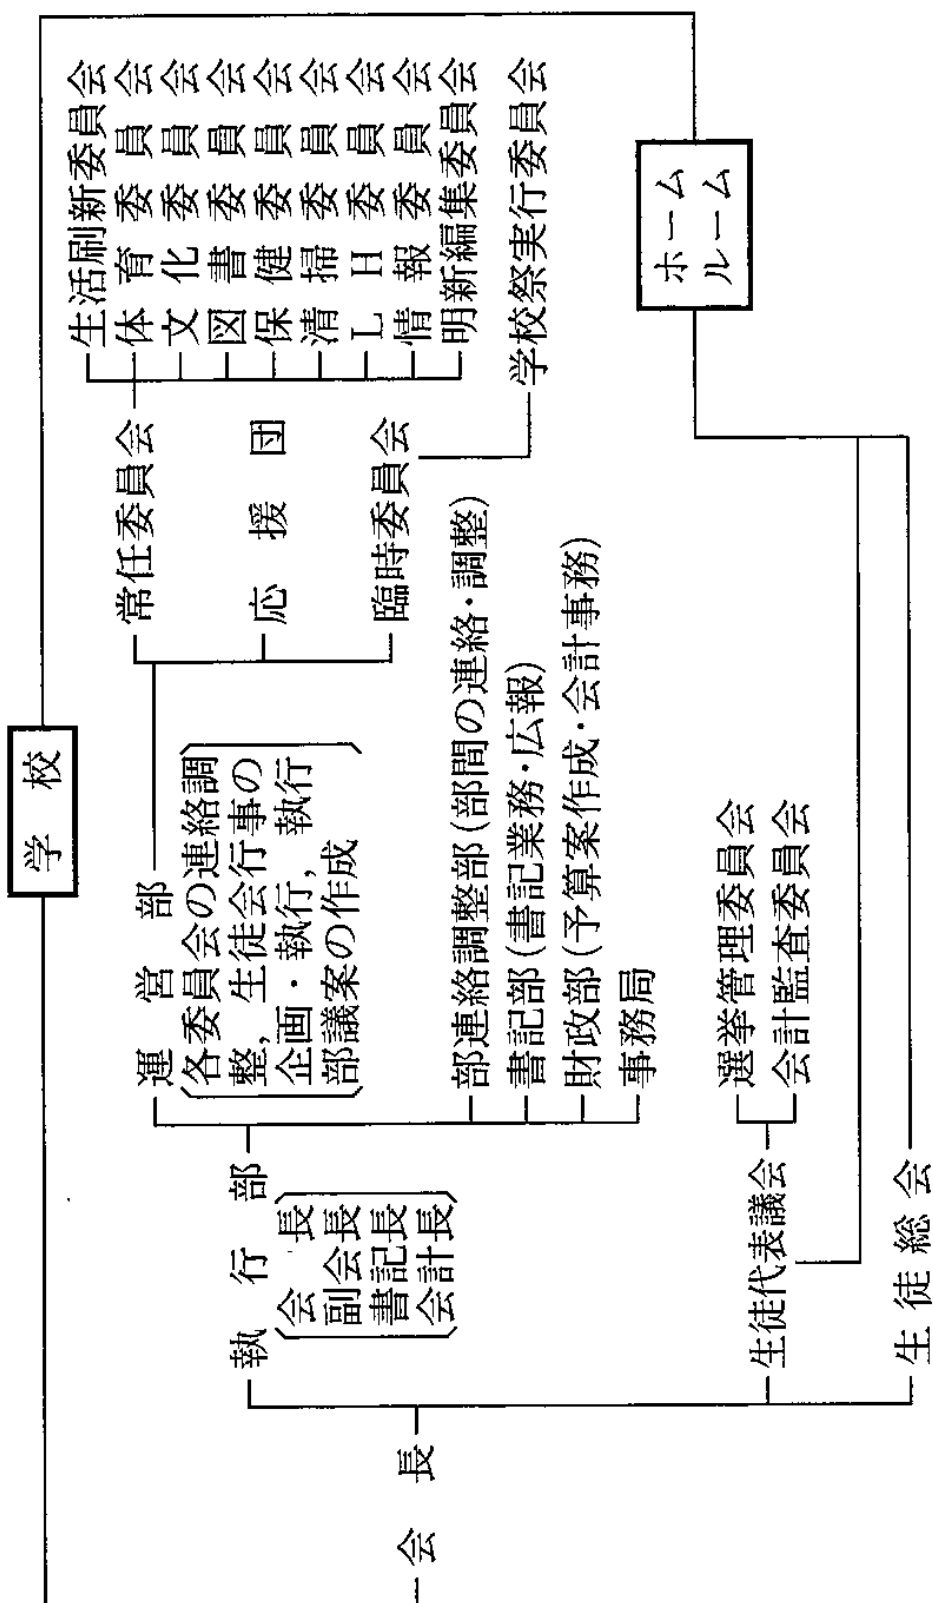 学校
会長
執行部
会長
副会長
書記長
会計長
運営部
各委員会の連絡調
整，生徒会行事の
企画・執行，執行
部議案の作成
常任委員会
生活刷新委員会
体育委員会
文化委員会
図書委員会
保健委員会
清掃委員会
LH委員会
情報委員会
明新編集委員会
応援団
臨時委員会
学校祭実行委員会
部連絡調整部(部間の連絡・調整)
書記部(書記業務・広報)
財政部(予算案作成・会計事務)
事務局
生徒代表議会
選挙管理委員会
会計監査委員会
生徒総会
ホーム
ルーム